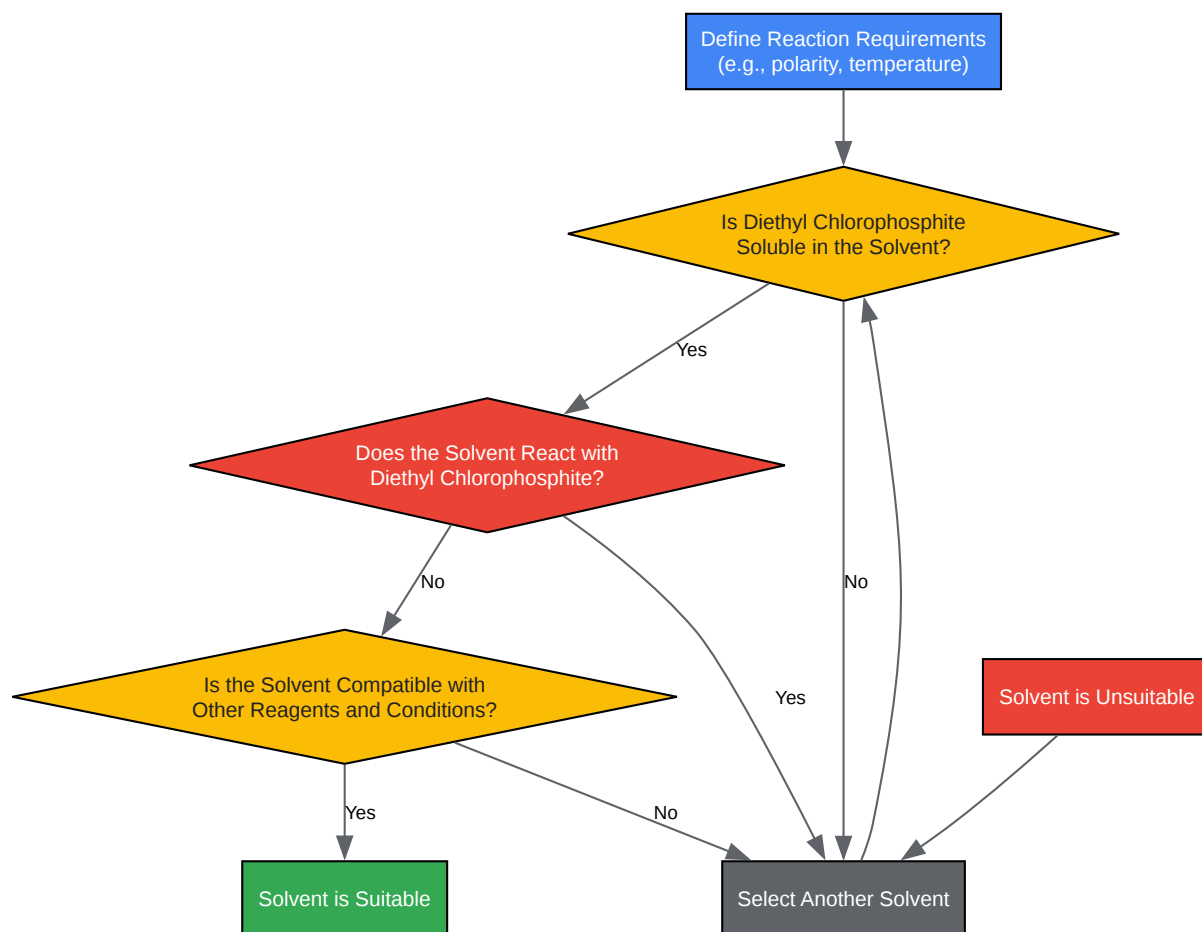 Define Reaction Requirements
(e.g., polarity, temperature)
Is Diethyl Chlorophosphite
Soluble in the Solvent?
Yes
Does the Solvent React with
Diethyl Chlorophosphite?
No
No
Is the Solvent Compatible with
Other Reagents and Conditions?
Yes
Solvent is Unsuitable
Yes
No
Solvent is Suitable
Select Another Solvent